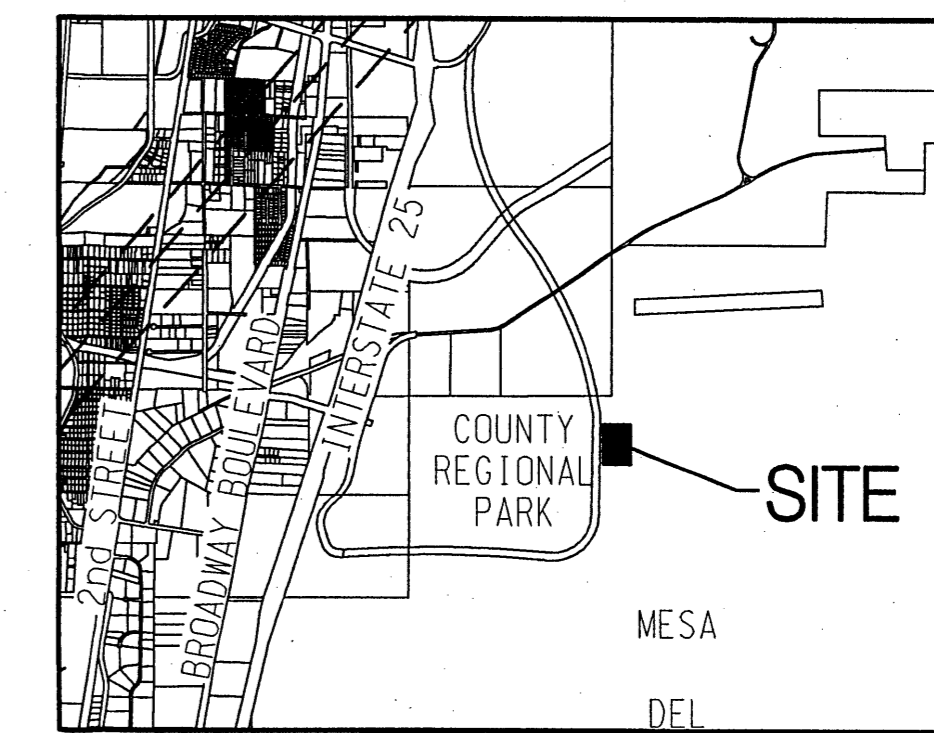 INTERSTATE 25
BROADWAY BOULEVARD
2nd STREET
COUNTY
REGIONAL
PARK
SITE
MESA
DEL